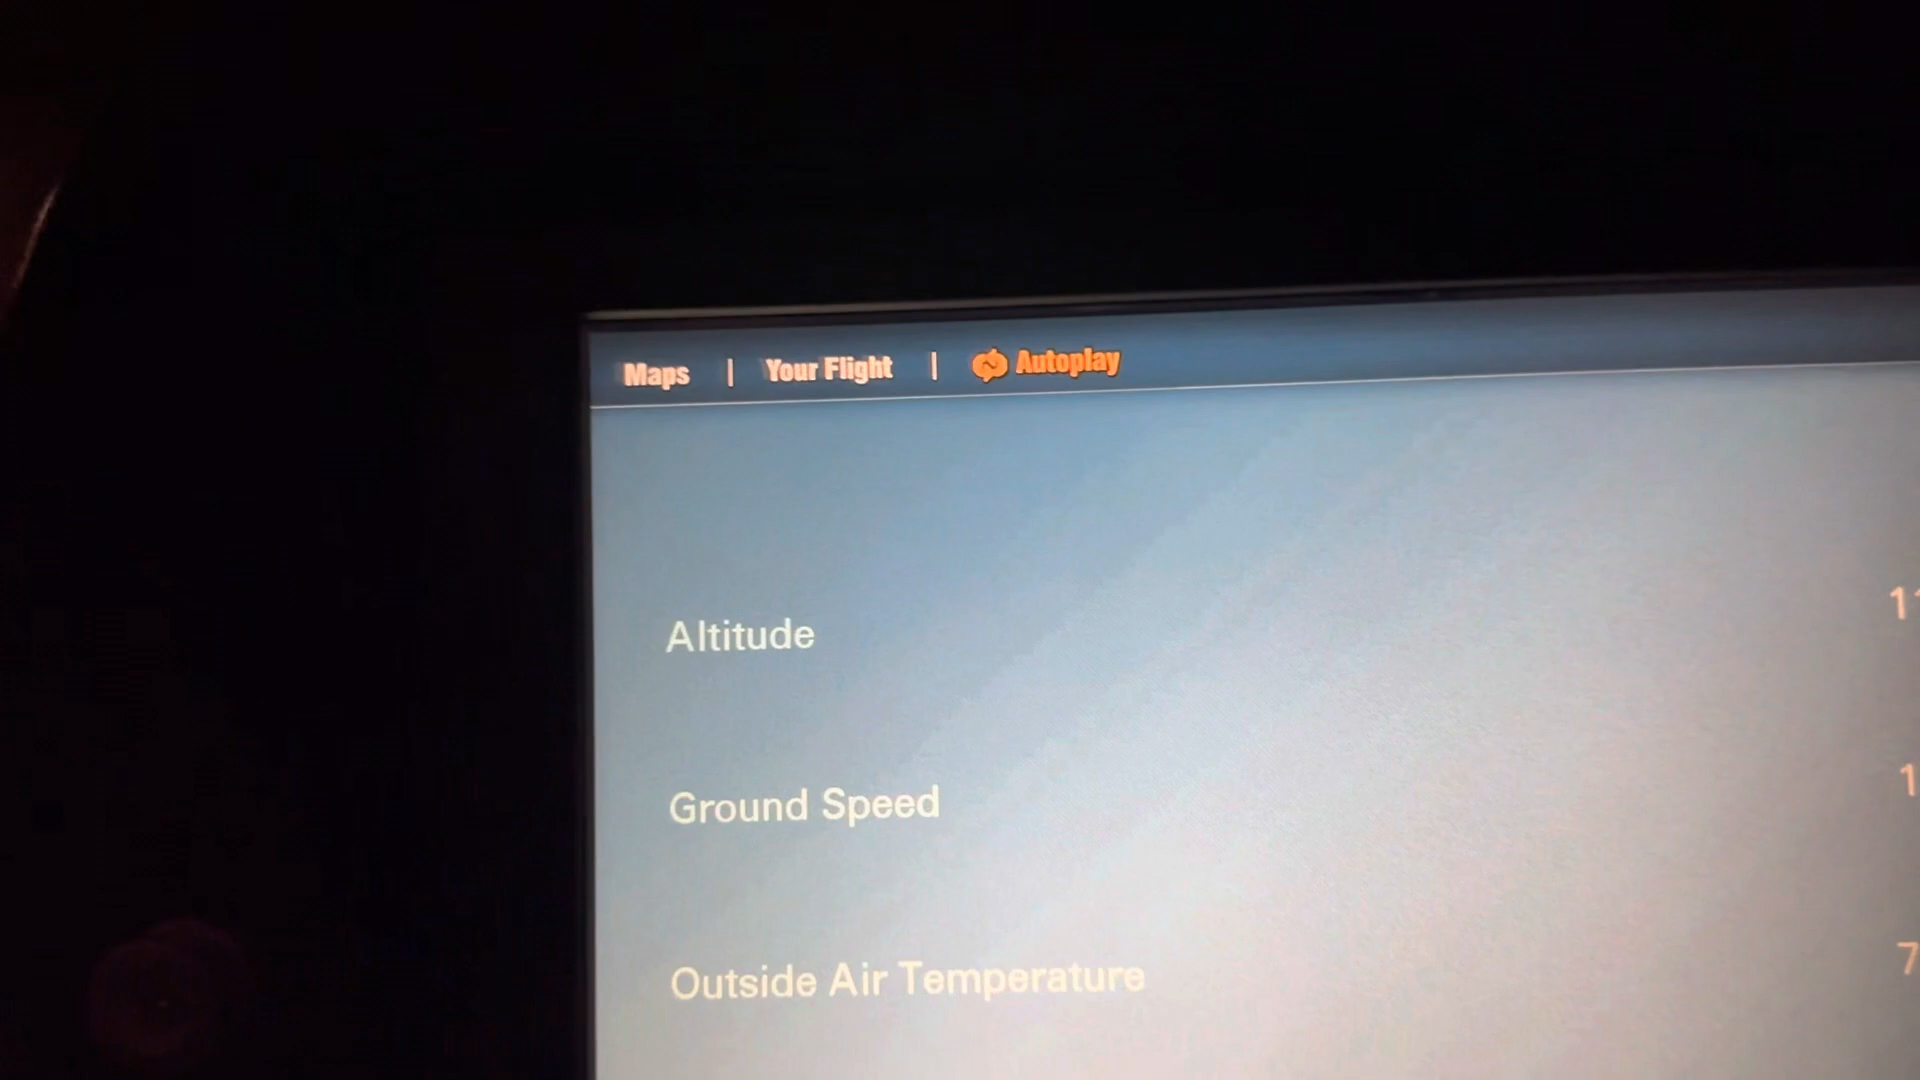 Maps | Your Flight | Autoplay
Altitude
Ground Speed
Outside Air Temperature